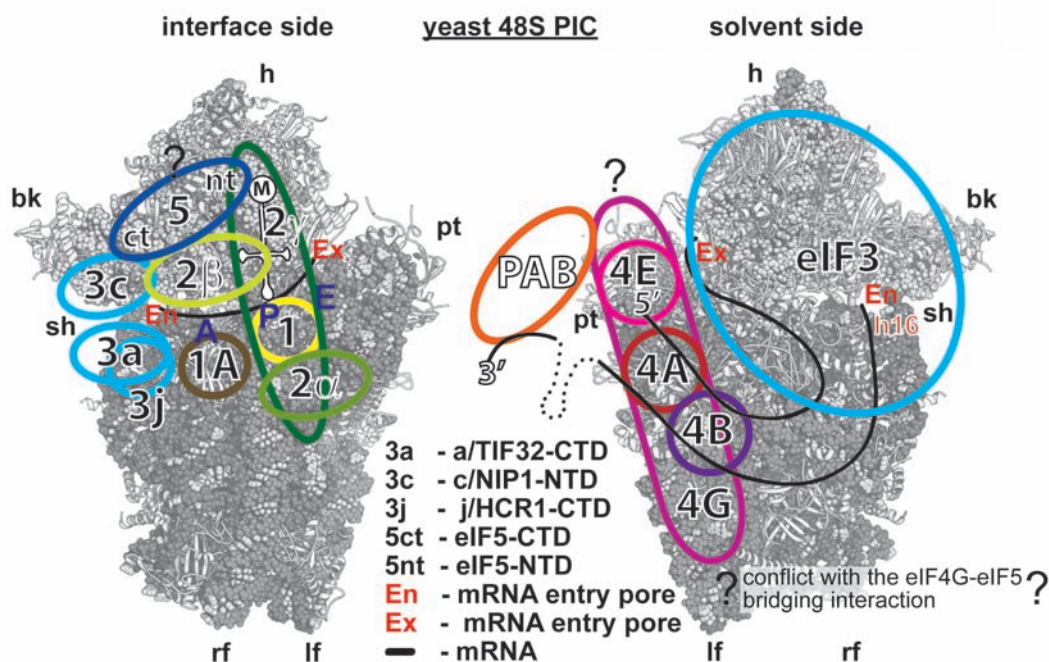 interface side yeast 48S PIC solvent side
h
h
?
nt
M
?
bk
5
2γ
bk
ct
Ex
pt
PAB
4E
Ex
eIF3
3c
2β
5′
En
En
P
E
pt
h16
sh
sh
A
1
3a
1A
3′
4A
3j
2α
4B
4G
3a - a/TIF32-CTD
3c - c/NIP1-NTD
3j - j/HCR1-CTD
5ct - eIF5-CTD
5nt - eIF5-NTD
En - mRNA entry pore
Ex - mRNA entry pore
- mRNA
? conflict with the eIF4G-eIF5 ?
bridging interaction
rf lf
lf rf